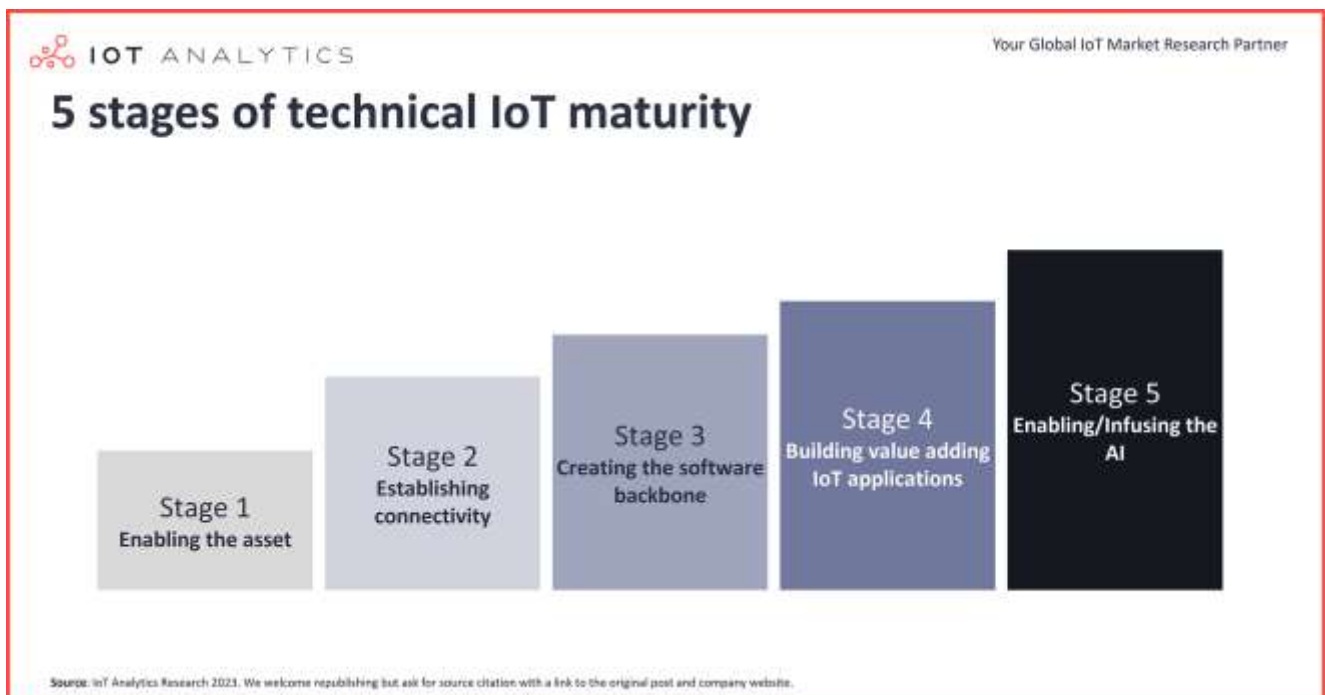 IOT ANALYTICS
Your Global IoT Market Research Partner
5 stages of technical IoT maturity
Stage 1
Enabling the asset
Stage 2
Establishing
connectivity
Stage 3
Creating the software
backbone
Stage 4
Building value adding
IoT applications
Stage 5
Enabling/Infusing the
AI
Source: IoT Analytics Research 2023. We welcome republishing but ask for source citation with a link to the original post and company website.